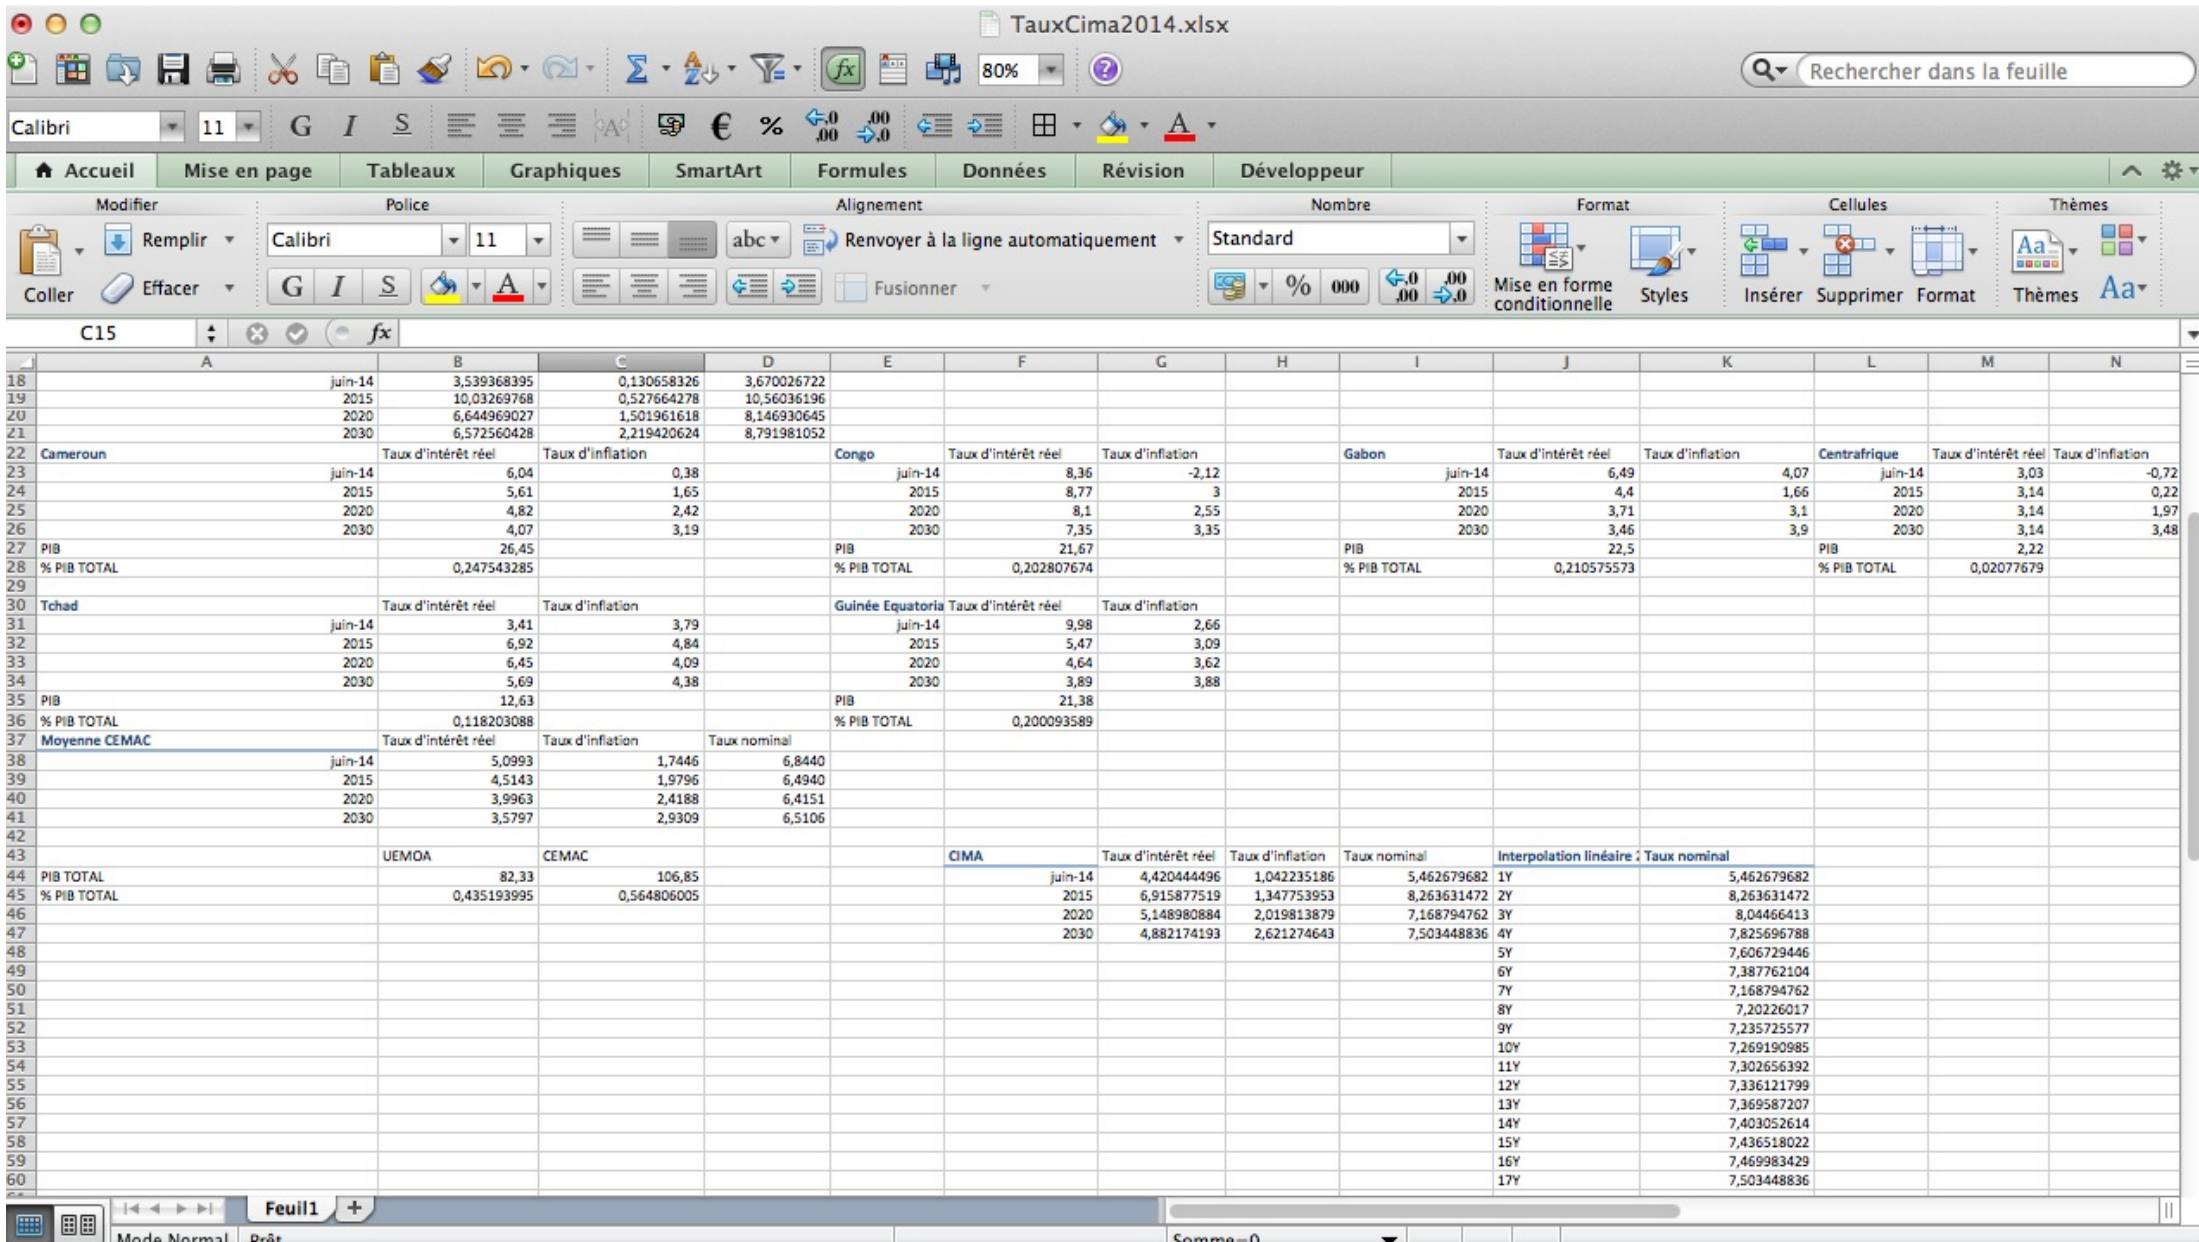 TauxCima2014.xlsx
80% Rechercher dans la feuille
Calibri 11 G I S € %
Accueil Mise en page Tableaux Graphiques SmartArt Formules Données Révision Développeur
Modifier Police Alignement Nombre Format Cellules Thèmes
Remplir Calibri 11 abc Renvoyer à la ligne automatiquement Standard
Coller Effacer G I S A Fusionner % 000 Mise en forme conditionnelle Styles Insérer Supprimer Format Thèmes Aa
C15 fx
A B C D E F G H I J K L M N
18 juin-14 3,539368395 0,130658326 3,670026722
19 2015 10,03269768 0,527664278 10,56036196
20 2020 6,644969027 1,501961618 8,146930645
21 2030 6,572560428 2,219420624 8,791981052
22 Cameroun Taux d'intérêt réel Taux d'inflation Congo Taux d'intérêt réel Taux d'inflation Gabon Taux d'intérêt réel Taux d'inflation Centrafrique Taux d'intérêt réel Taux d'inflation
23 juin-14 6,04 0,38 juin-14 8,36 -2,12 juin-14 6,49 4,07 juin-14 3,03 -0,72
24 2015 5,61 1,65 2015 8,77 3 2015 4,4 1,66 2015 3,14 0,22
25 2020 4,82 2,42 2020 8,1 2,55 2020 3,71 3,1 2020 3,14 1,97
26 2030 4,07 3,19 2030 7,35 3,35 2030 3,46 3,9 2030 3,14 3,48
27 PIB 26,45 PIB 21,67 PIB 22,5 PIB 2,22
28 % PIB TOTAL 0,247543285 % PIB TOTAL 0,202807674 % PIB TOTAL 0,210575573 % PIB TOTAL 0,02077679
29
30 Tchad Taux d'intérêt réel Taux d'inflation Guinée Equatoria Taux d'intérêt réel Taux d'inflation
31 juin-14 3,41 3,79 juin-14 9,98 2,66
32 2015 6,92 4,84 2015 5,47 3,09
33 2020 6,45 4,09 2020 4,64 3,62
34 2030 5,69 4,38 2030 3,89 3,88
35 PIB 12,63 PIB 21,38
36 % PIB TOTAL 0,118203088 % PIB TOTAL 0,200093589
37 Moyenne CEMAC Taux d'intérêt réel Taux d'inflation Taux nominal
38 juin-14 5,0993 1,7446 6,8440
39 2015 4,5143 1,9796 6,4940
40 2020 3,9963 2,4188 6,4151
41 2030 3,5797 2,9309 6,5106
42
43 UEMOA CEMAC CIMA Taux d'intérêt réel Taux d'inflation Taux nominal Interpolation linéaire Taux nominal
44 PIB TOTAL 82,33 106,85 juin-14 4,420444496 1,042235186 5,462679682 1Y 5,462679682
45 % PIB TOTAL 0,435193995 0,564806005 2015 6,915877519 1,347753953 8,263631472 2Y 8,263631472
46 2020 5,148980884 2,019813879 7,168794762 3Y 8,04466413
47 2030 4,882174193 2,621274643 7,503448836 4Y 7,825696788
48 5Y 7,606729446
49 6Y 7,387762104
50 7Y 7,168794762
51 8Y 7,20226017
52 9Y 7,235725577
53 10Y 7,269190985
54 11Y 7,302656392
55 12Y 7,336121799
56 13Y 7,369587207
57 14Y 7,403052614
58 15Y 7,436518022
59 16Y 7,469983429
60 17Y 7,503448836
Feuil1
Mode Normal Prêt Somme=0